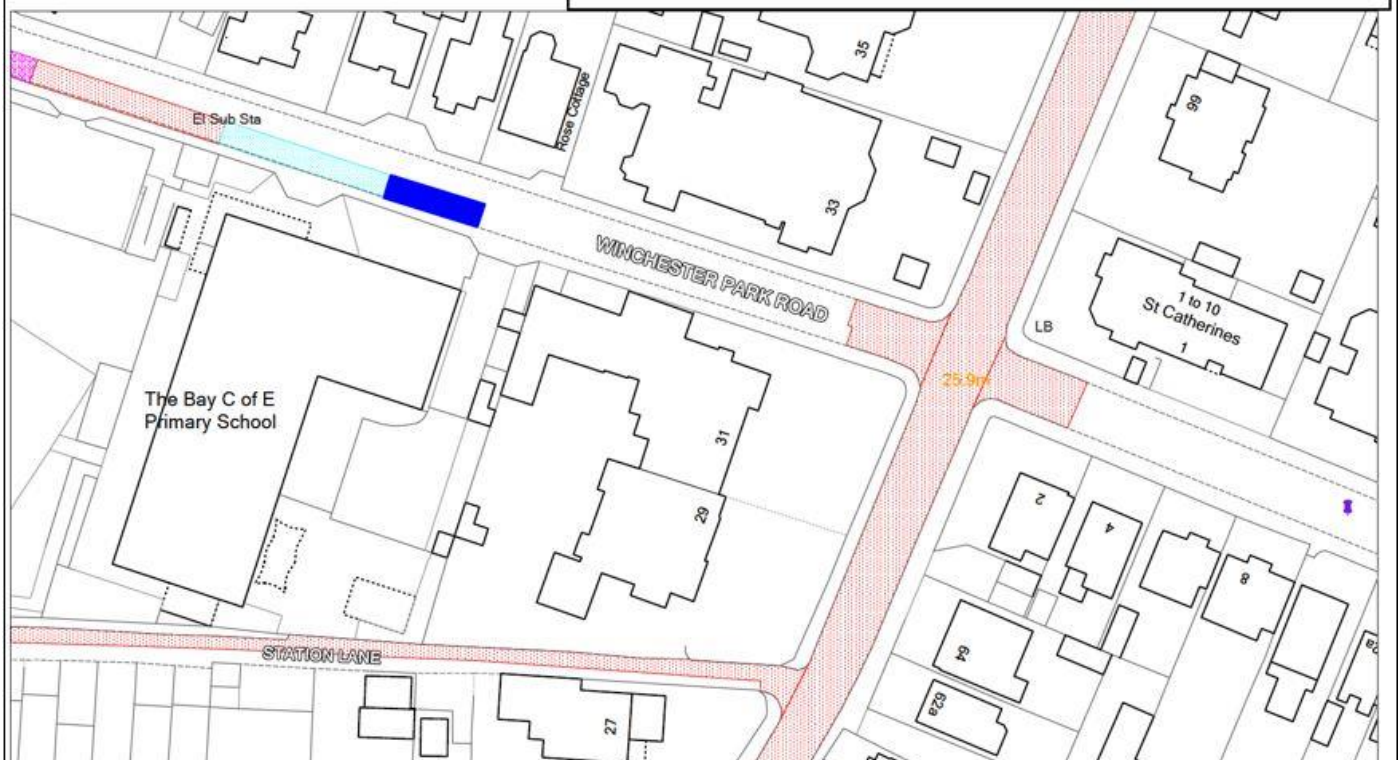 35
El Sub Sta
Rose Cottage
99
33
WINCHESTER PARK ROAD
1 to 10
St Catherines
1
LB
25.9m
The Bay C of E
Primary School
31
29
2
4
8
STATION LANE
64
62a
27